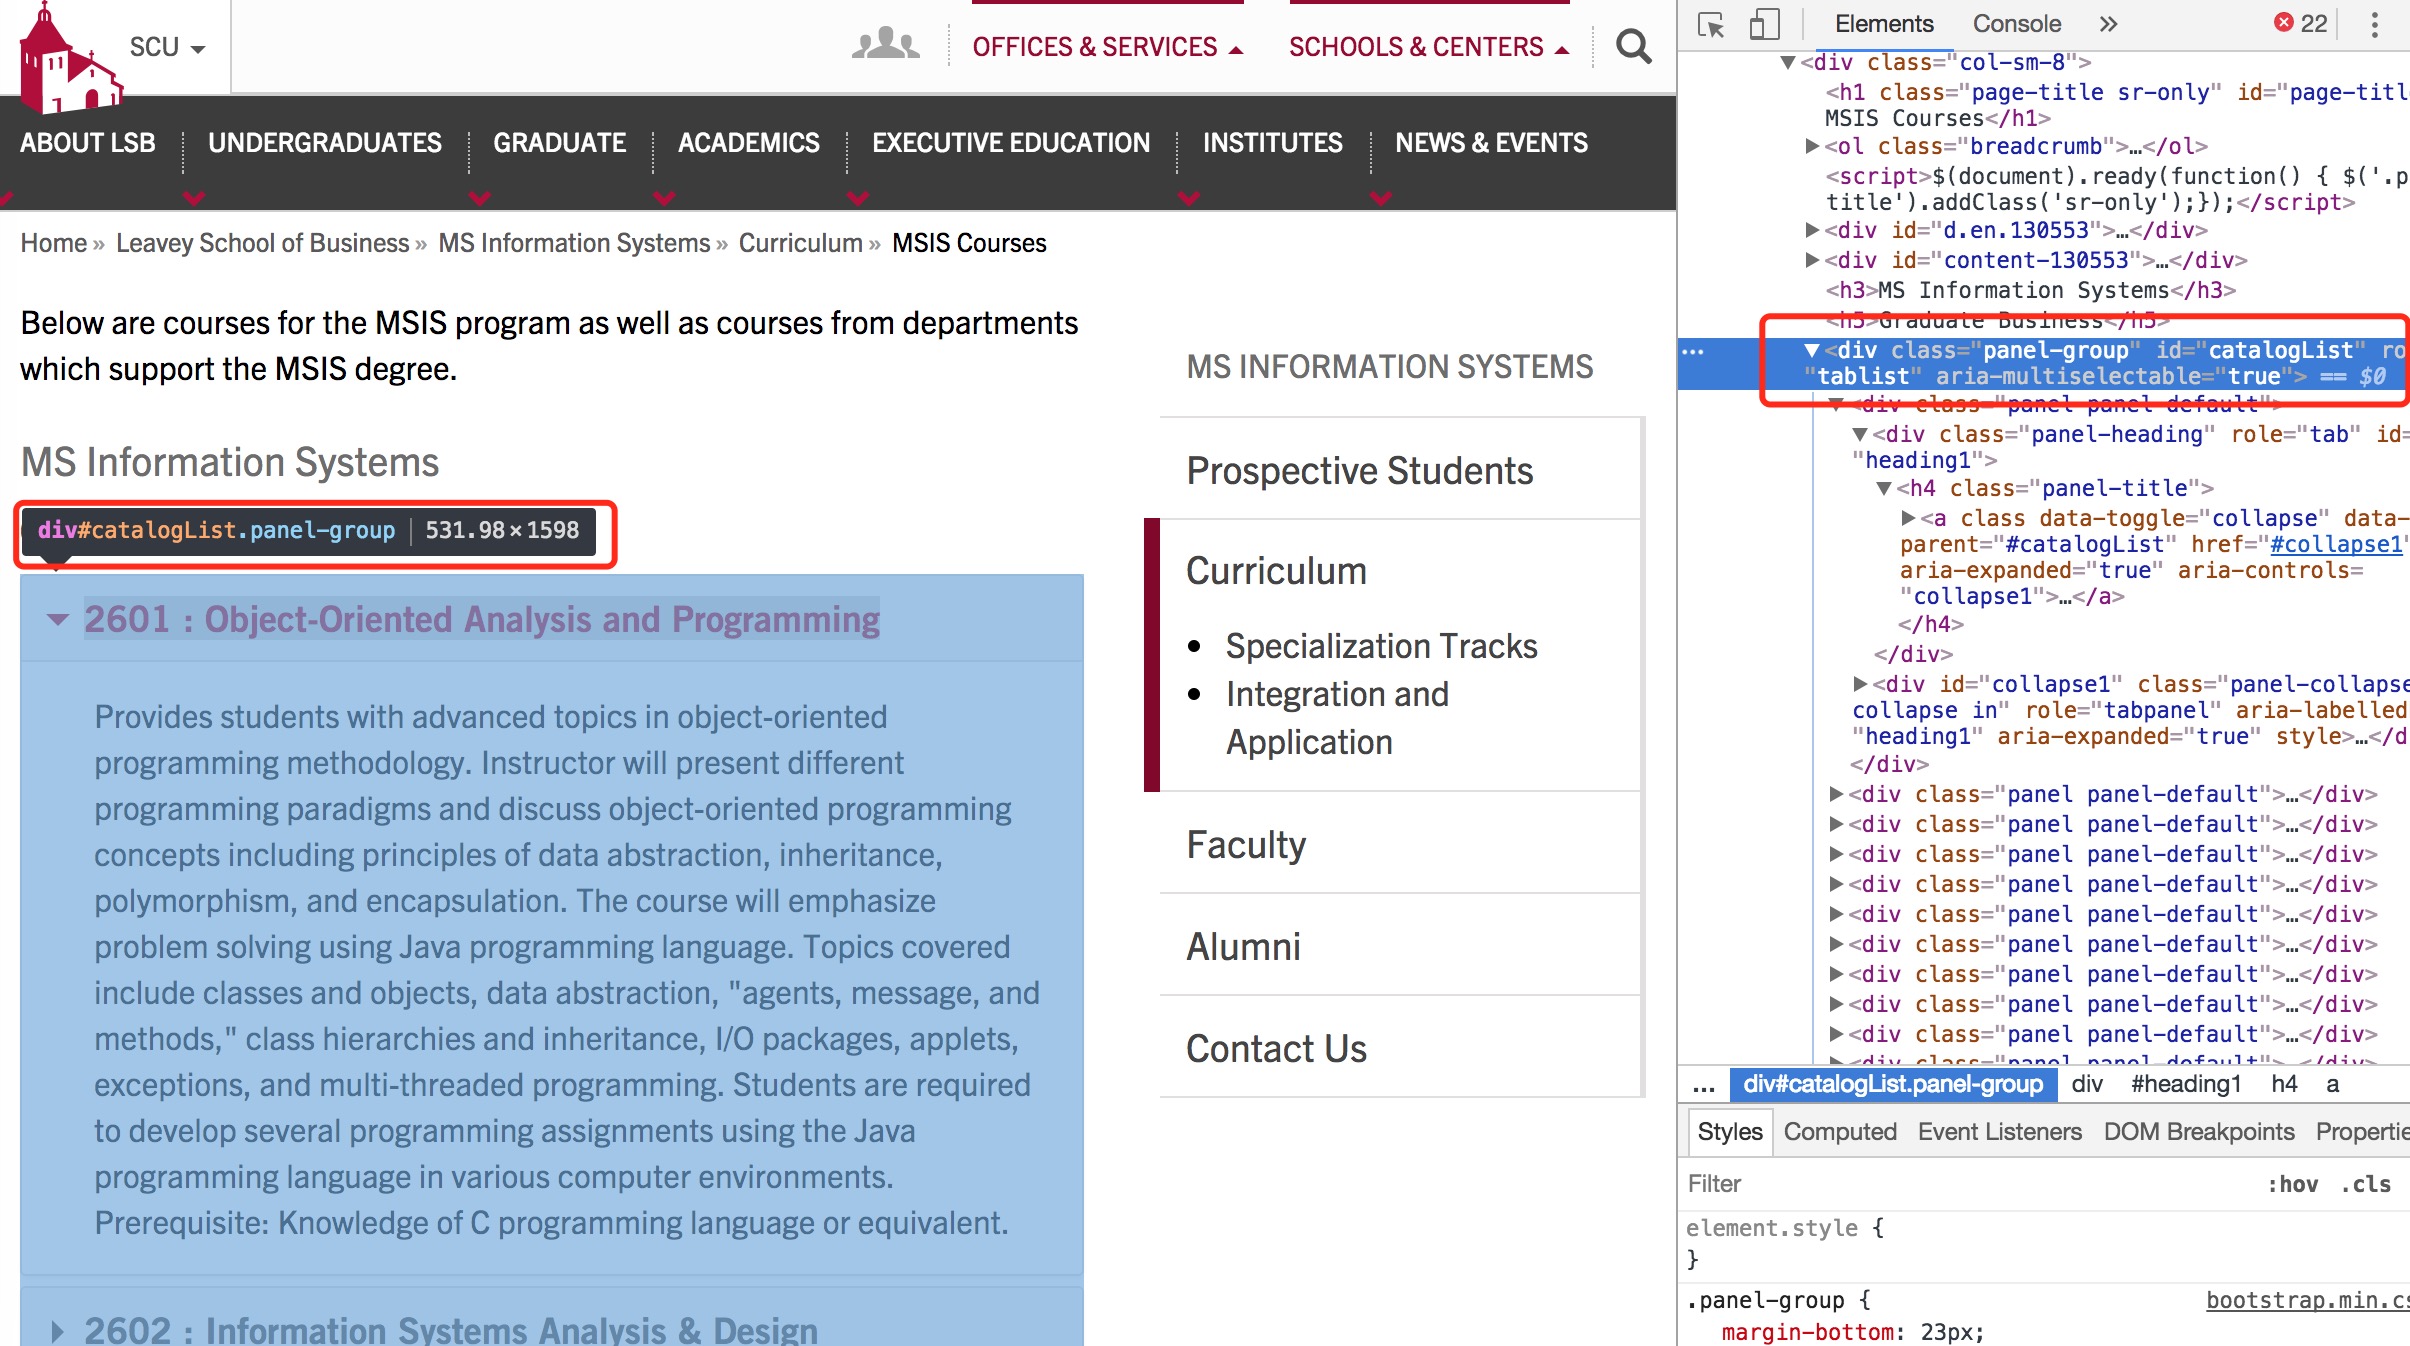 SCU
OFFICES & SERVICES
SCHOOLS & CENTERS
ABOUT LSB
UNDERGRADUATES
GRADUATE
ACADEMICS
EXECUTIVE EDUCATION
INSTITUTES
NEWS & EVENTS
Home » Leavey School of Business » MS Information Systems » Curriculum » MSIS Courses
Below are courses for the MSIS program as well as courses from departments
which support the MSIS degree.
MS Information Systems
div#catalogList.panel-group | 531.98 × 1598
2601 : Object-Oriented Analysis and Programming
Provides students with advanced topics in object-oriented
programming methodology. Instructor will present different
programming paradigms and discuss object-oriented programming
concepts including principles of data abstraction, inheritance,
polymorphism, and encapsulation. The course will emphasize
problem solving using Java programming language. Topics covered
include classes and objects, data abstraction, "agents, message, and
methods," class hierarchies and inheritance, I/O packages, applets,
exceptions, and multi-threaded programming. Students are required
to develop several programming assignments using the Java
programming language in various computer environments.
Prerequisite: Knowledge of C programming language or equivalent.
2602 : Information Systems Analysis & Design
MS INFORMATION SYSTEMS
Prospective Students
Curriculum
• Specialization Tracks
• Integration and
Application
Faculty
Alumni
Contact Us
Elements Console » 22
<div class="col-sm-8">
<h1 class="page-title sr-only" id="page-titl
MSIS Courses</h1>
<ol class="breadcrumb">…</ol>
<script>$(document).ready(function() { $('.p
title').addClass('sr-only');});</script>
<div id="d.en.130553">…</div>
<div id="content-130553">…</div>
<h3>MS Information Systems</h3>
<h5>Graduate Business</h5>
… <div class="panel-group" id="catalogList" ro
"tablist" aria-multiselectable="true"> == $0
<div class="panel panel-default">
<div class="panel-heading" role="tab" id=
"heading1">
<h4 class="panel-title">
<a class data-toggle="collapse" data-
parent="#catalogList" href="#collapse1"
aria-expanded="true" aria-controls=
"collapse1">…</a>
</h4>
</div>
<div id="collapse1" class="panel-collapse
collapse in" role="tabpanel" aria-labelled
"heading1" aria-expanded="true" style>…</d
</div>
<div class="panel panel-default">…</div>
<div class="panel panel-default">…</div>
<div class="panel panel-default">…</div>
<div class="panel panel-default">…</div>
<div class="panel panel-default">…</div>
<div class="panel panel-default">…</div>
<div class="panel panel-default">…</div>
<div class="panel panel-default">…</div>
<div class="panel panel-default">…</div>
<div class="panel panel-default">…</div>
… div#catalogList.panel-group div #heading1 h4 a
Styles Computed Event Listeners DOM Breakpoints Propertie
Filter :hov .cls
element.style {
}
.panel-group { bootstrap.min.cs
margin-bottom: 23px;